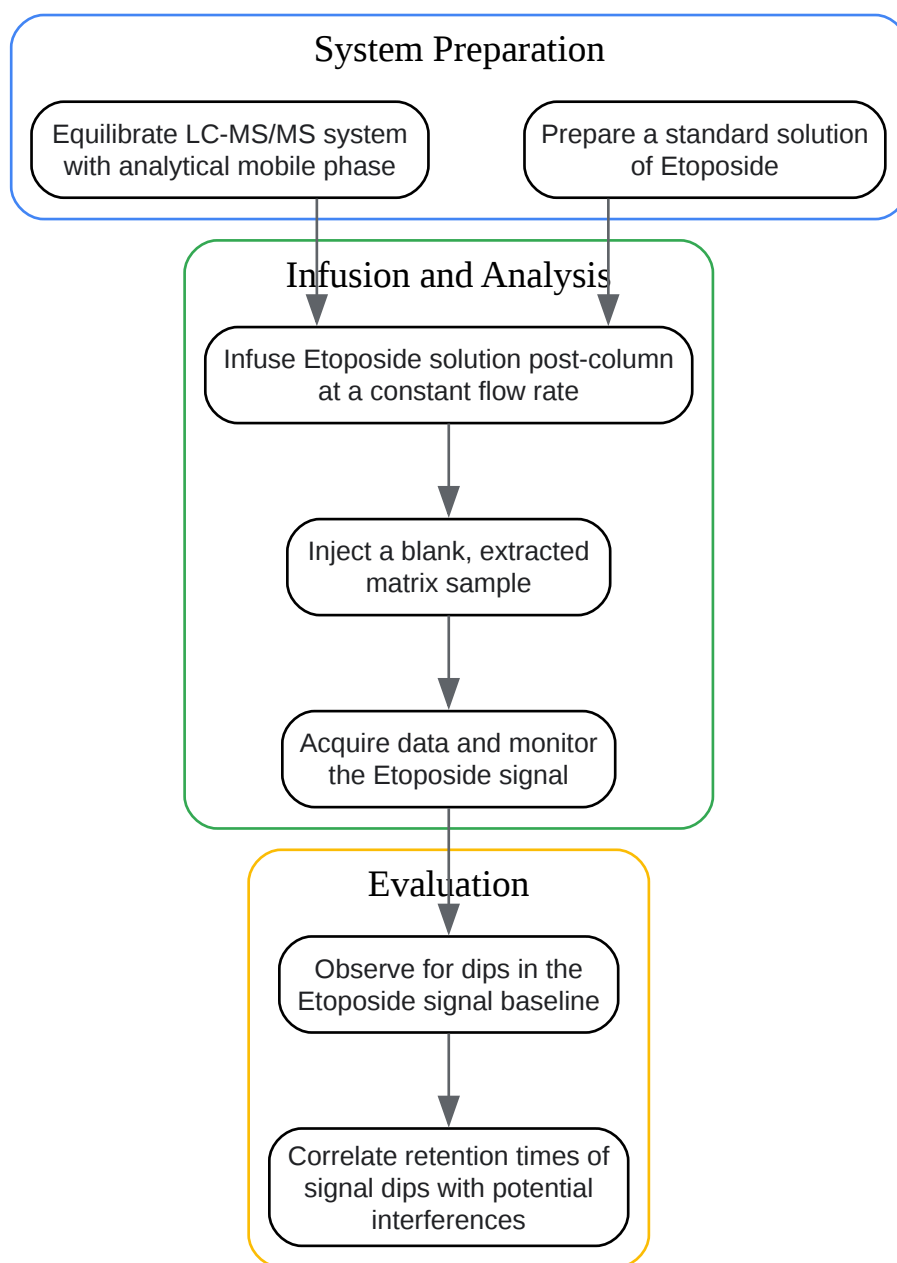 System Preparation
Equilibrate LC-MS/MS system
with analytical mobile phase
Prepare a standard solution
of Etoposide
Infusion and Analysis
Infuse Etoposide solution post-column
at a constant flow rate
Inject a blank, extracted
matrix sample
Acquire data and monitor
the Etoposide signal
Evaluation
Observe for dips in the
Etoposide signal baseline
Correlate retention times of
signal dips with potential
interferences